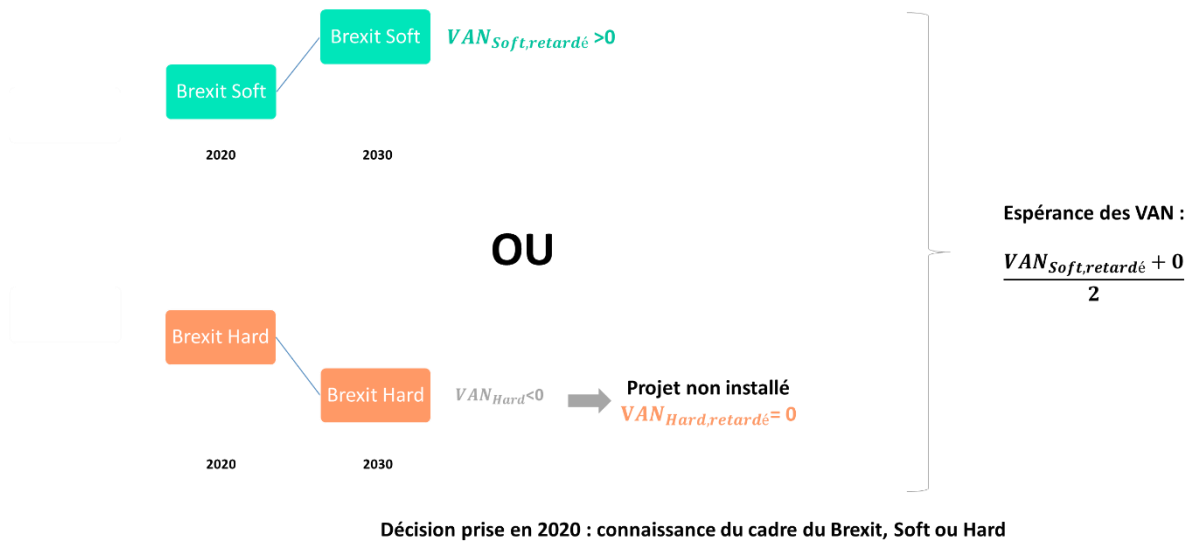 Brexit Soft
VAN_Soft,retardé >0
Brexit Soft
2020 2030
OU
Espérance des VAN :
VAN_Soft,retardé + 0
2
Brexit Hard
Brexit Hard
VAN_Hard<0
Projet non installé
VAN_Hard,retardé= 0
2020 2030
Décision prise en 2020 : connaissance du cadre du Brexit, Soft ou Hard